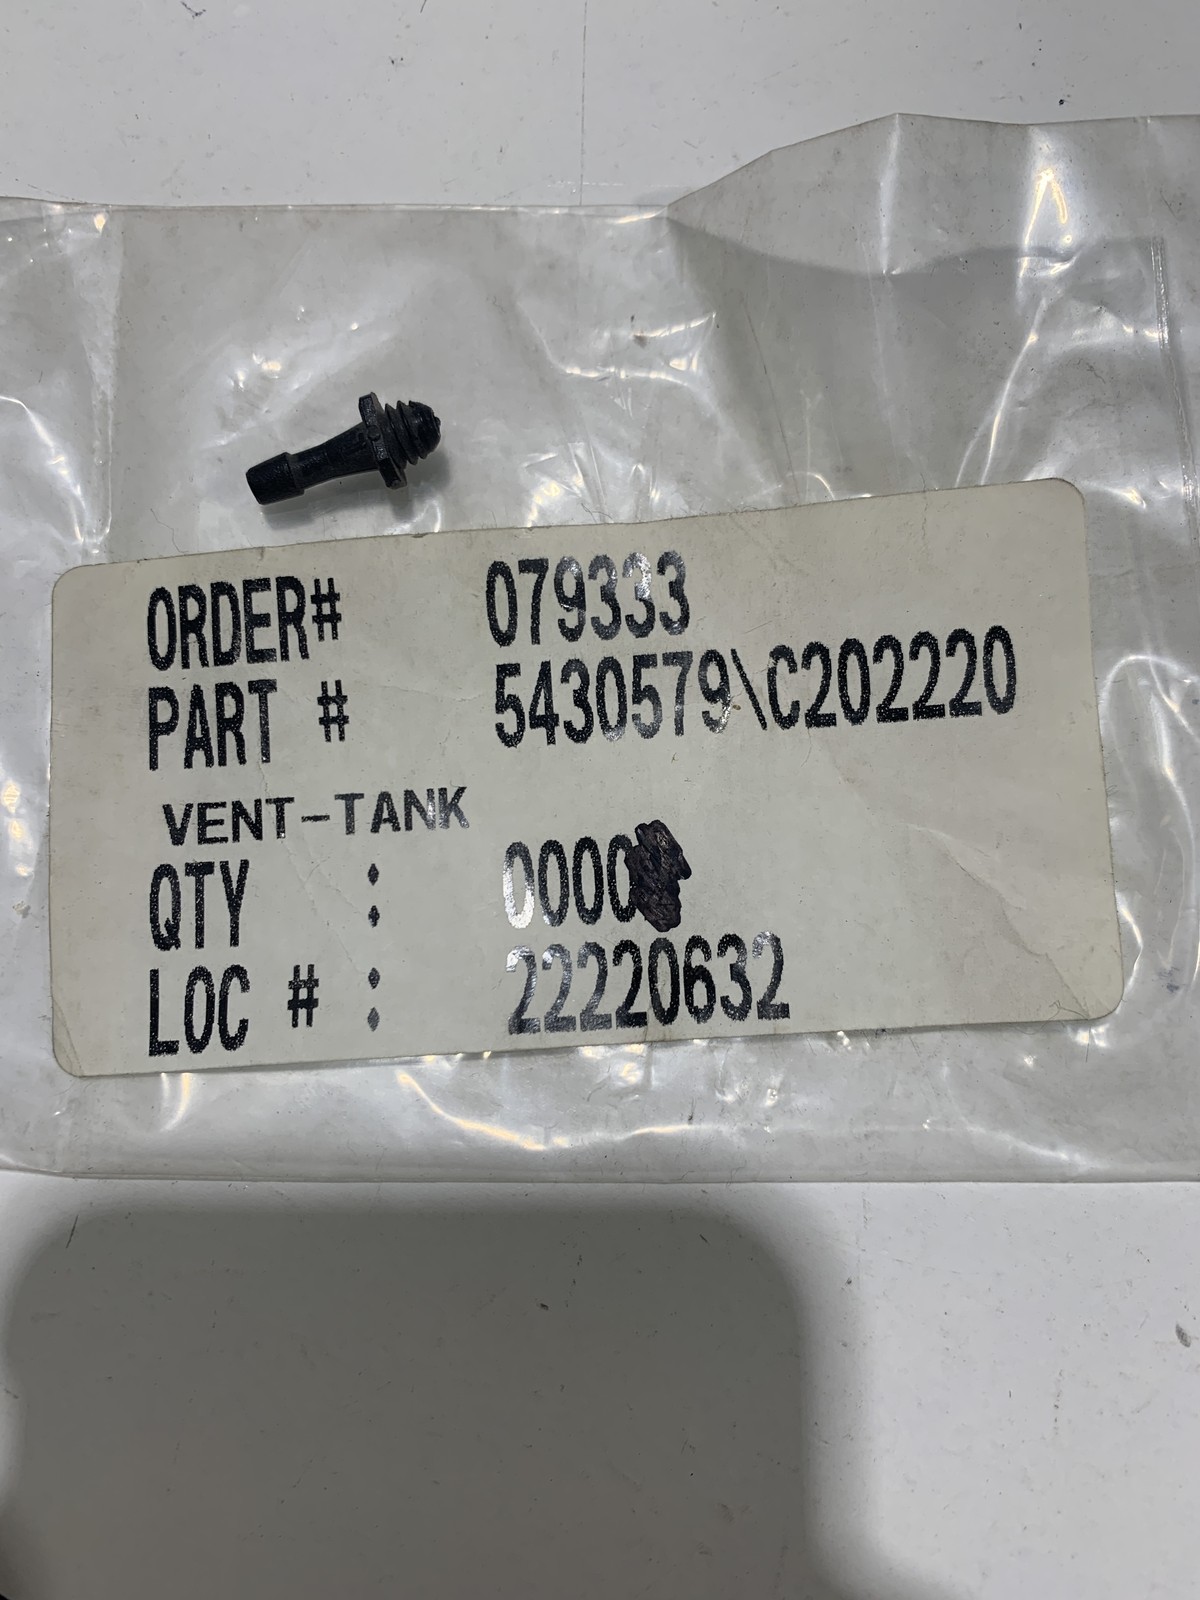 ORDER# 079333
PART # 5430579\C202220
VENT-TANK
QTY : 0000
LOC # : 22220632